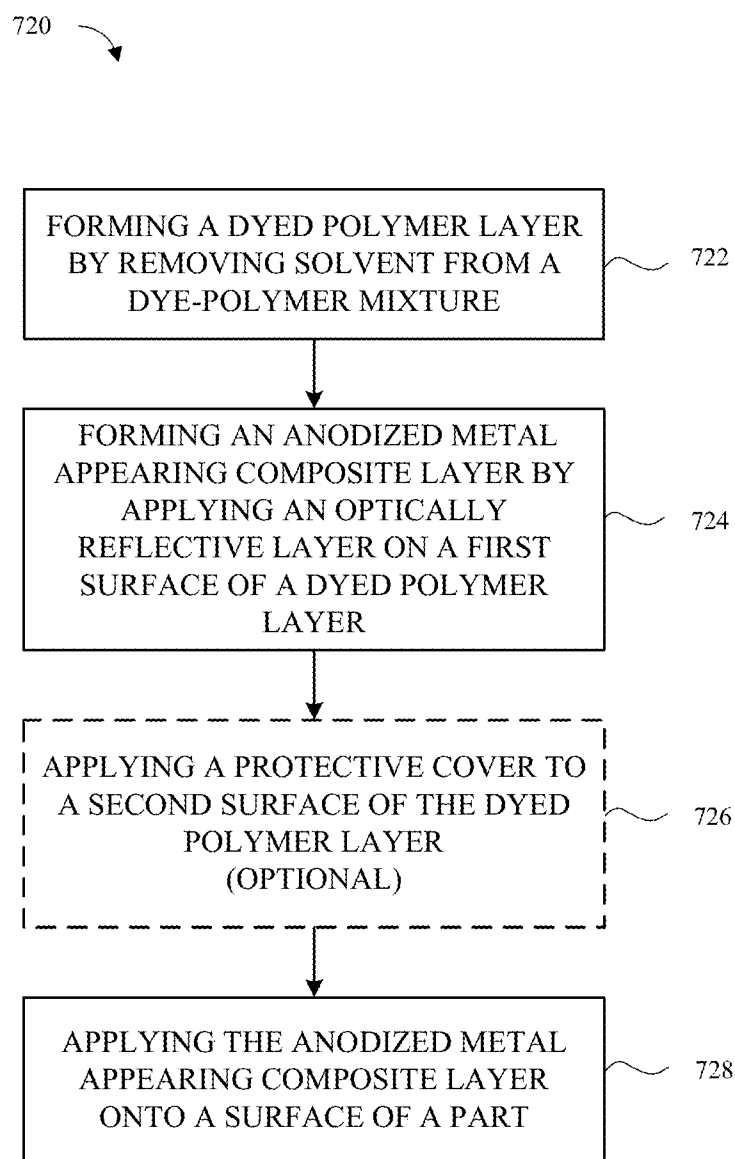 720
FORMING A DYED POLYMER LAYER
BY REMOVING SOLVENT FROM A
DYE-POLYMER MIXTURE
722
FORMING AN ANODIZED METAL
APPEARING COMPOSITE LAYER BY
APPLYING AN OPTICALLY
REFLECTIVE LAYER ON A FIRST
SURFACE OF A DYED POLYMER
LAYER
724
APPLYING A PROTECTIVE COVER TO
A SECOND SURFACE OF THE DYED
POLYMER LAYER
(OPTIONAL)
726
APPLYING THE ANODIZED METAL
APPEARING COMPOSITE LAYER
ONTO A SURFACE OF A PART
728